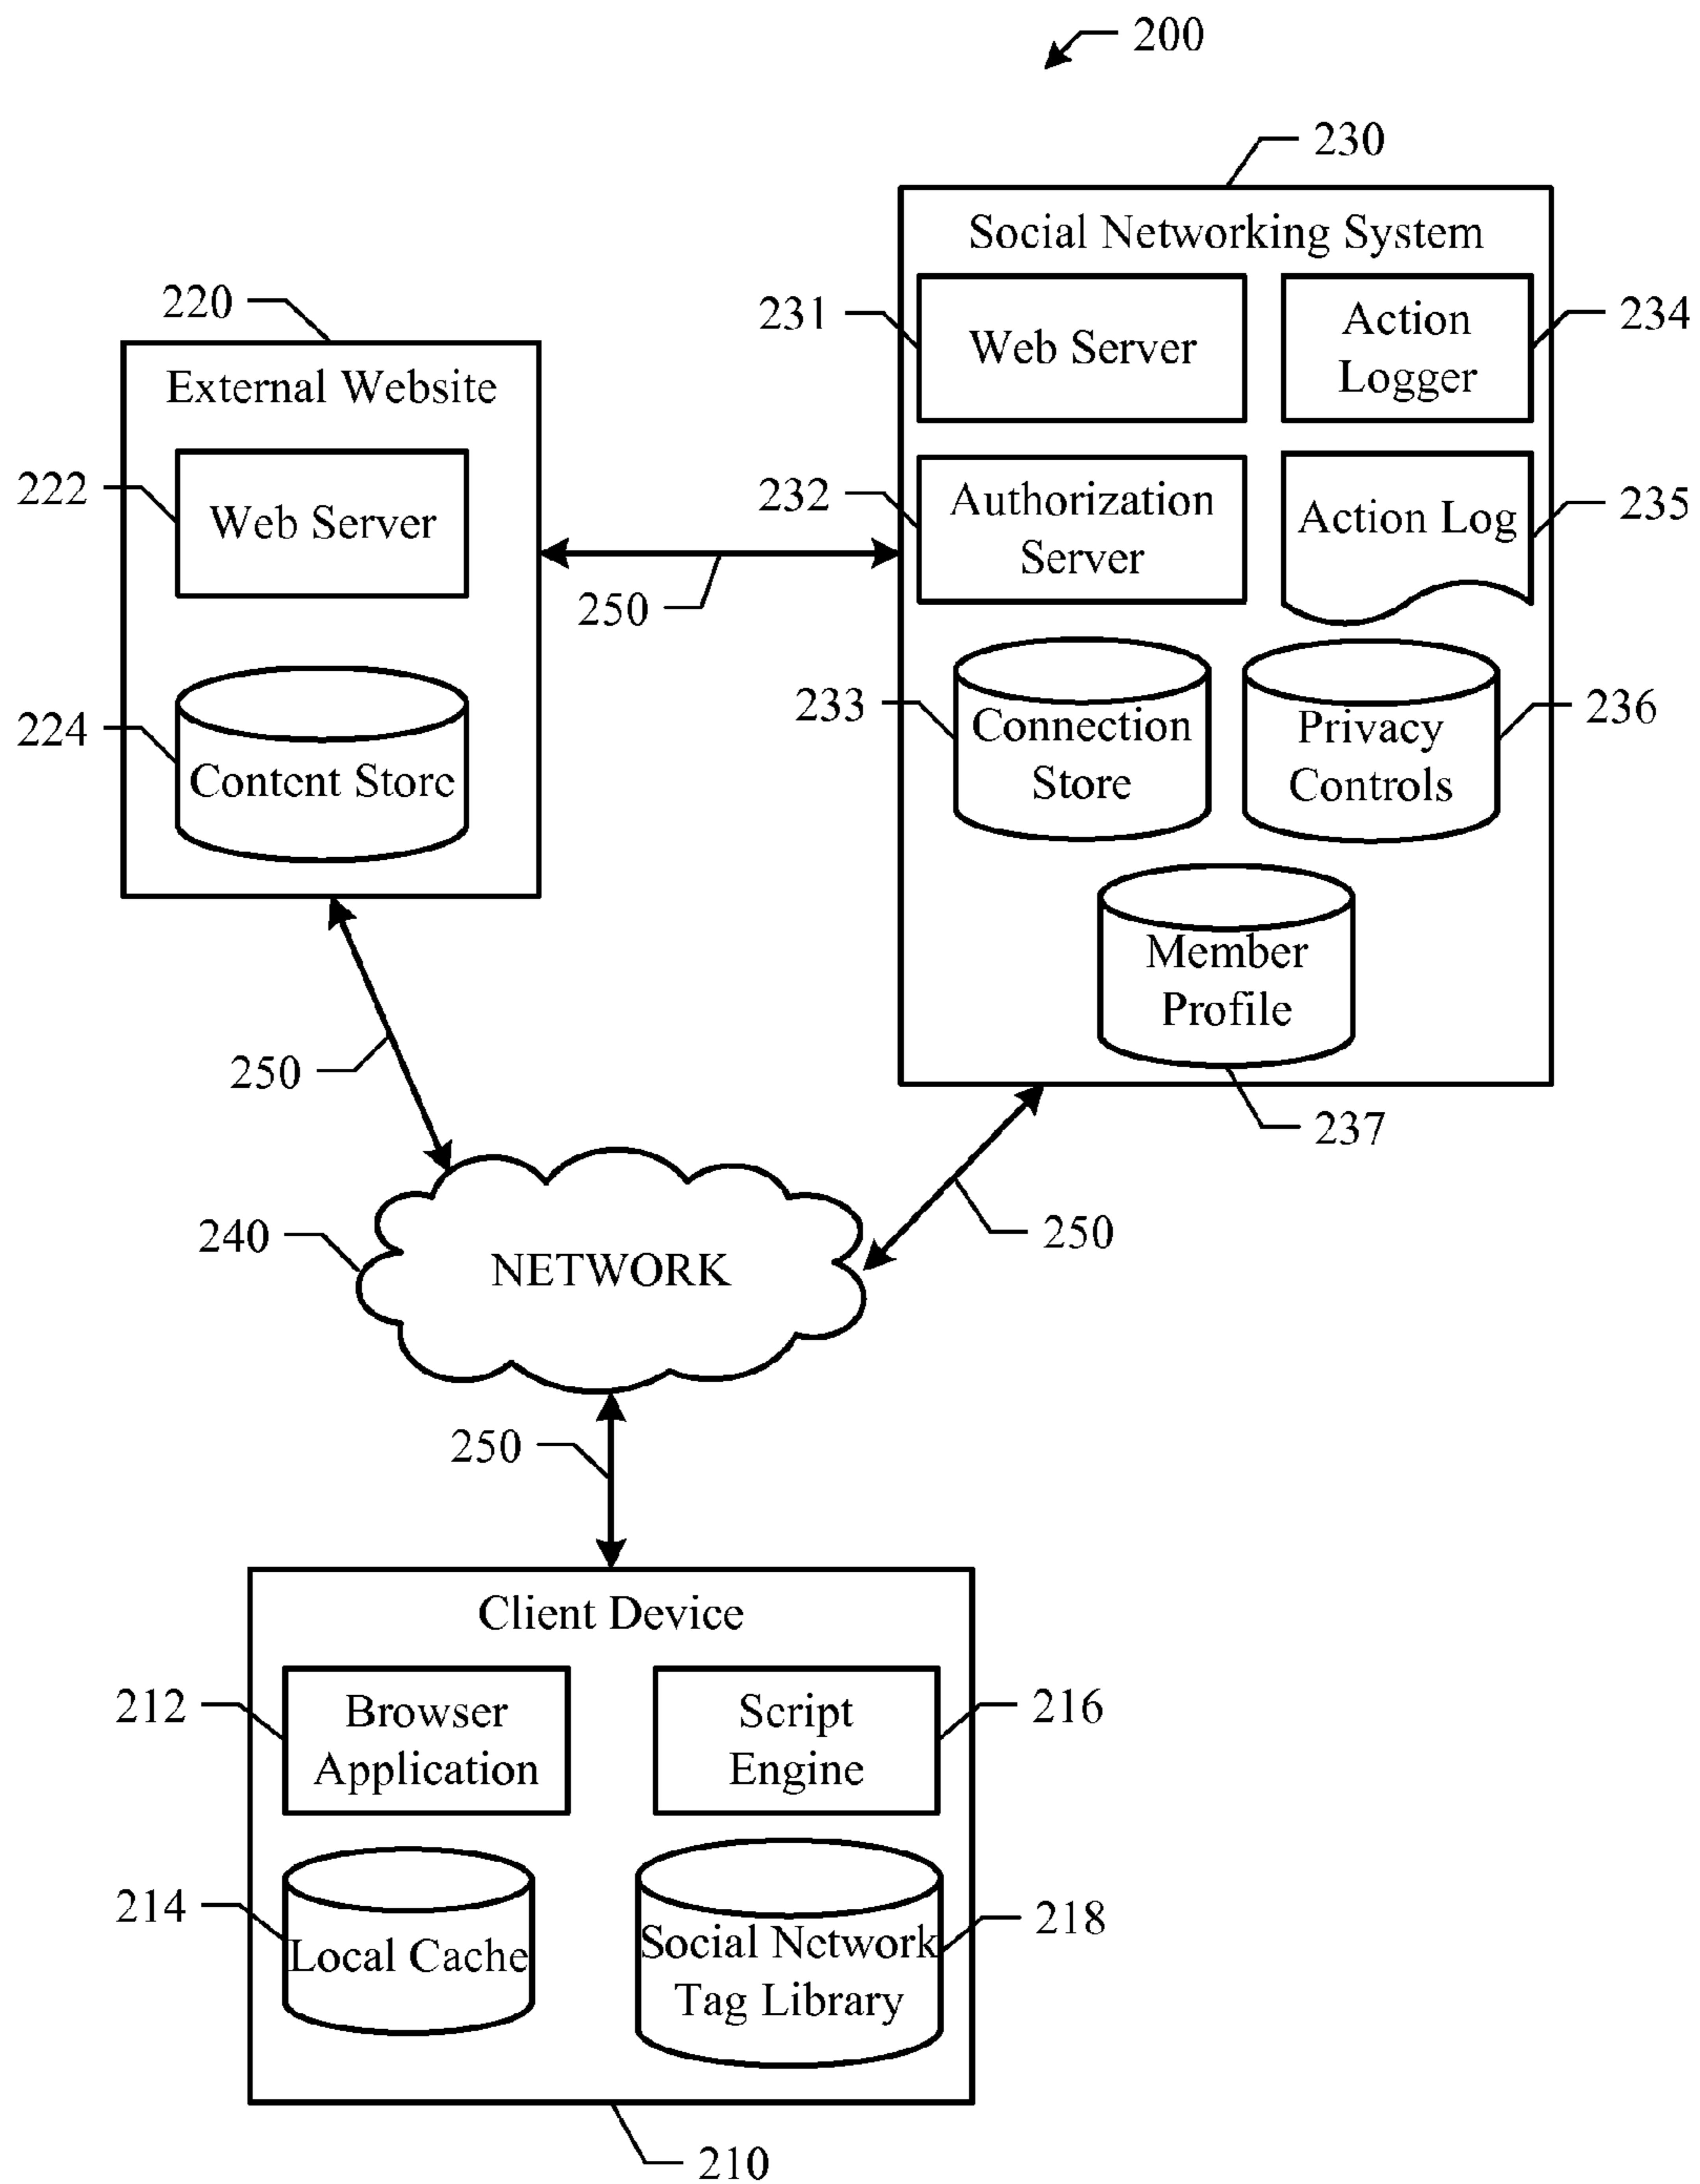 200
230
Social Networking System
231
Web Server
Action
Logger
234
232
Authorization
Server
Action Log
235
233
Connection
Store
Privacy
Controls
236
Member
Profile
237
220
External Website
222
Web Server
224
Content Store
250
250
250
240
NETWORK
250
Client Device
212
Browser
Application
Script
Engine
216
214
Local Cache
Social Network
Tag Library
218
210